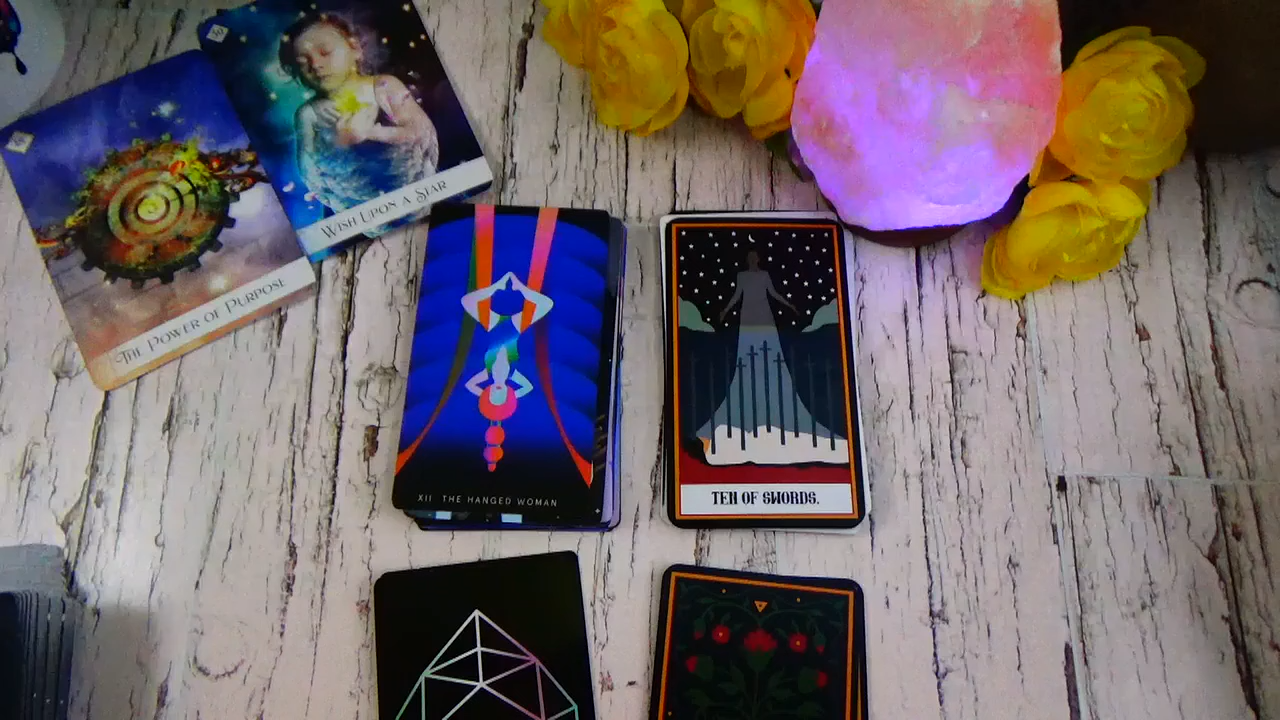 WISH UPON A STAR
THE POWER OF PURPOSE
XII THE HANGED WOMAN
TEN OF SWORDS.